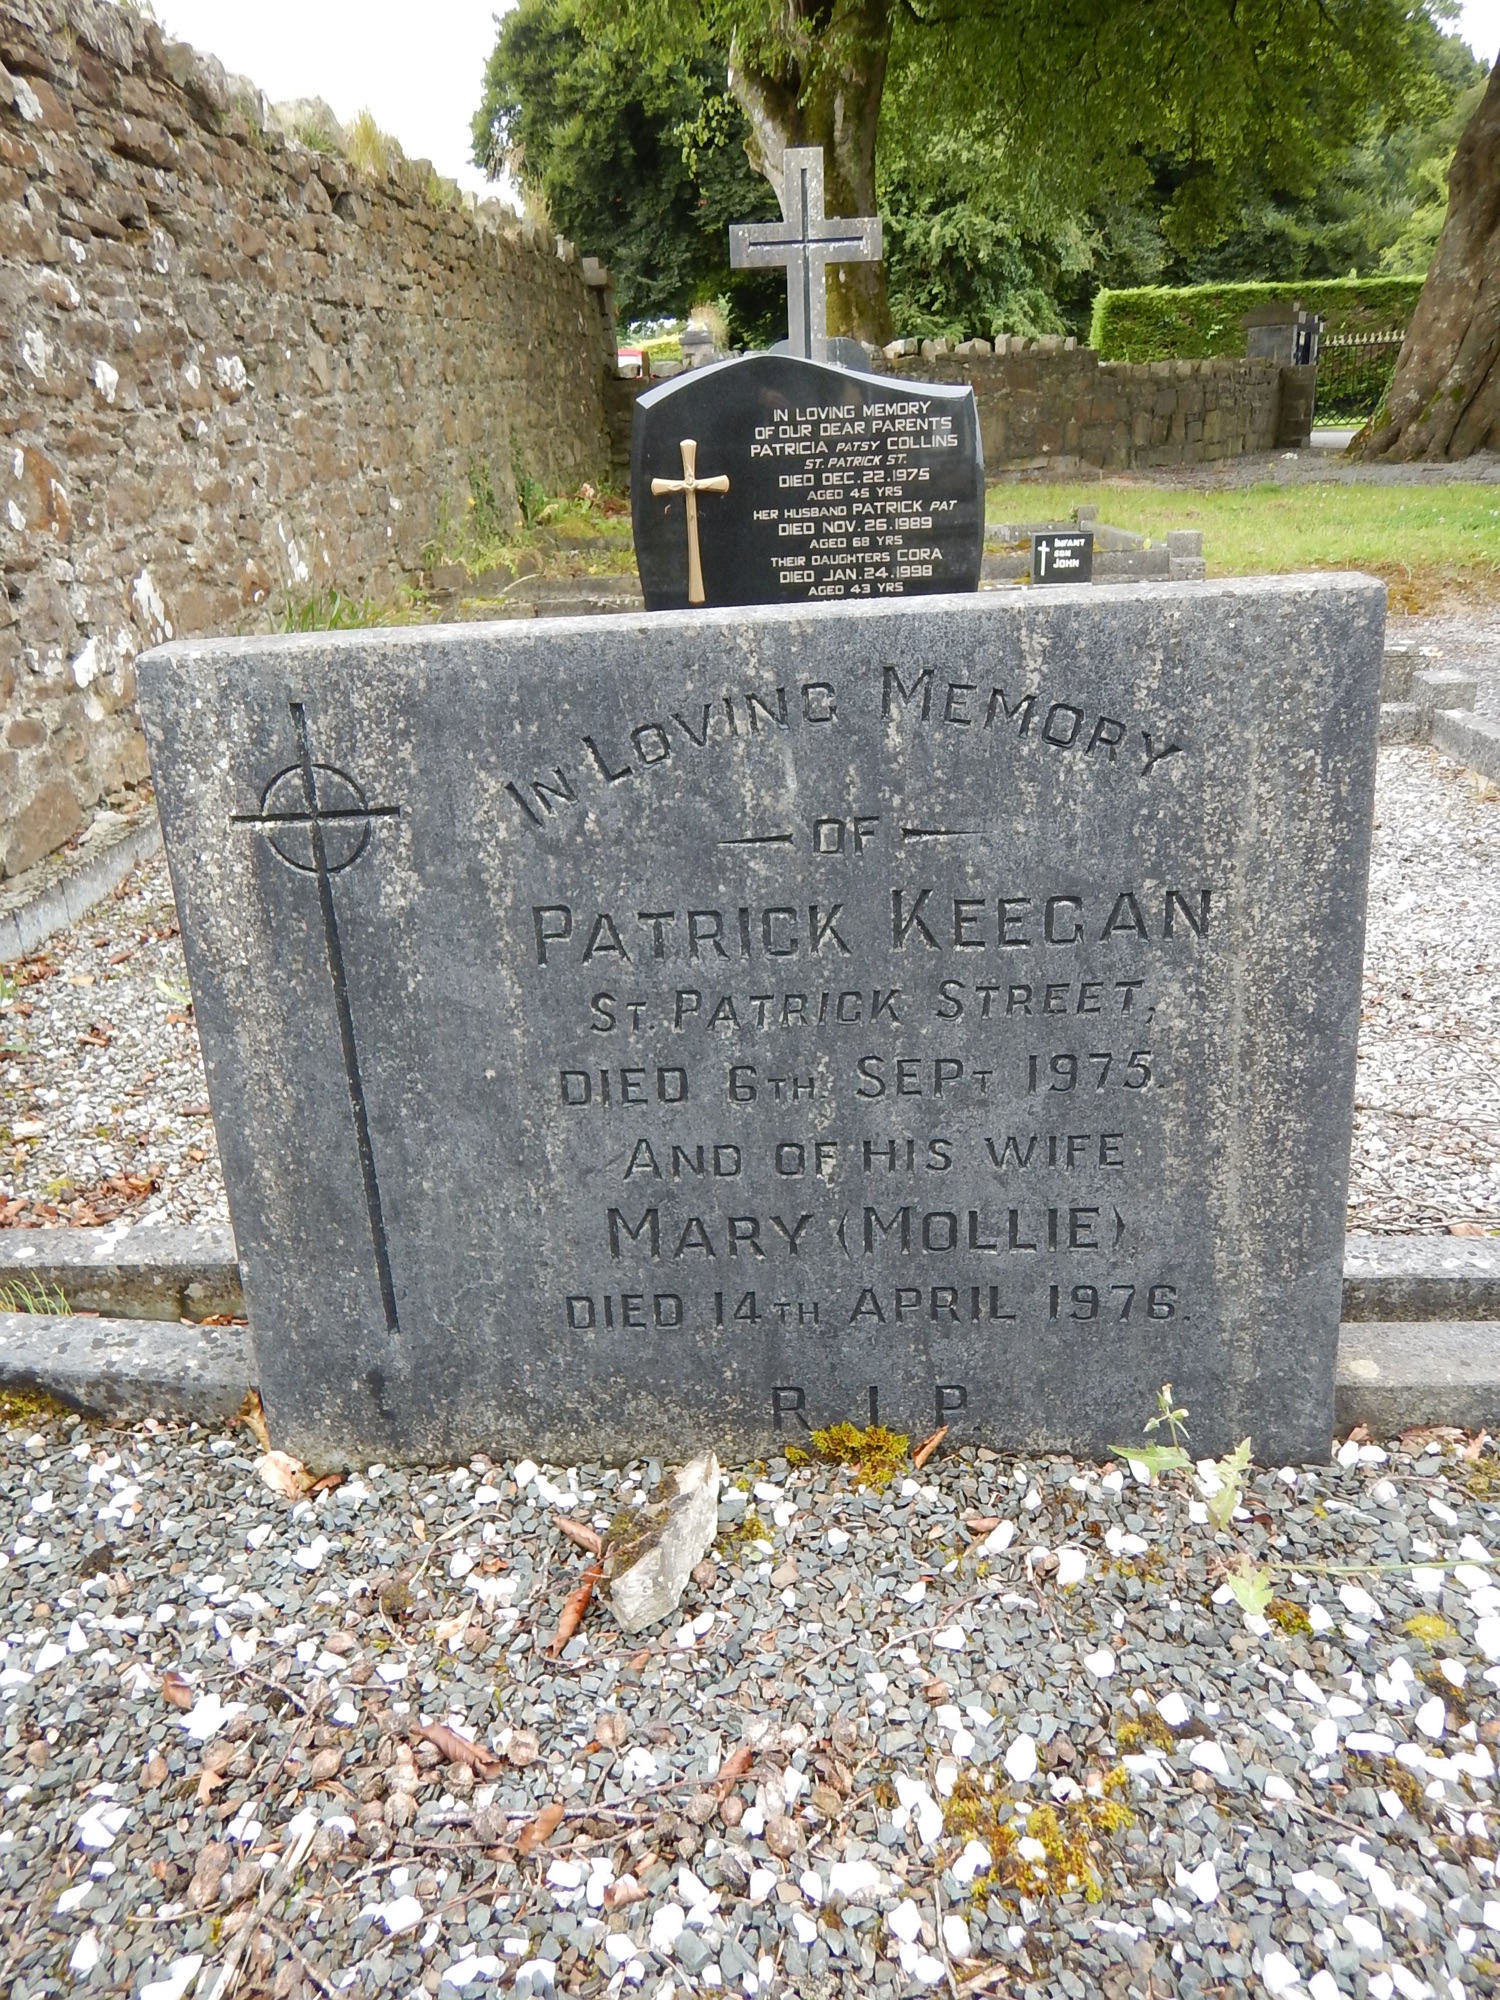 IN LOVING MEMORY
OF OUR DEAR PARENTS
PATRICIA PATSY COLLINS
ST. PATRICK ST.
DIED DEC. 22. 1975
AGED 45 YRS
HER HUSBAND PATRICK PAT
DIED NOV. 26. 1989
AGED 68 YRS
THEIR DAUGHTERS CORA
DIED JAN. 24. 1998
AGED 43 YRS
INFANT
SON
JOHN
IN LOVING MEMORY
OF
PATRICK KEEGAN
ST. PATRICK STREET,
DIED 6TH. SEPT 1975.
AND OF HIS WIFE
MARY (MOLLIE)
DIED 14TH APRIL 1976.
R I P